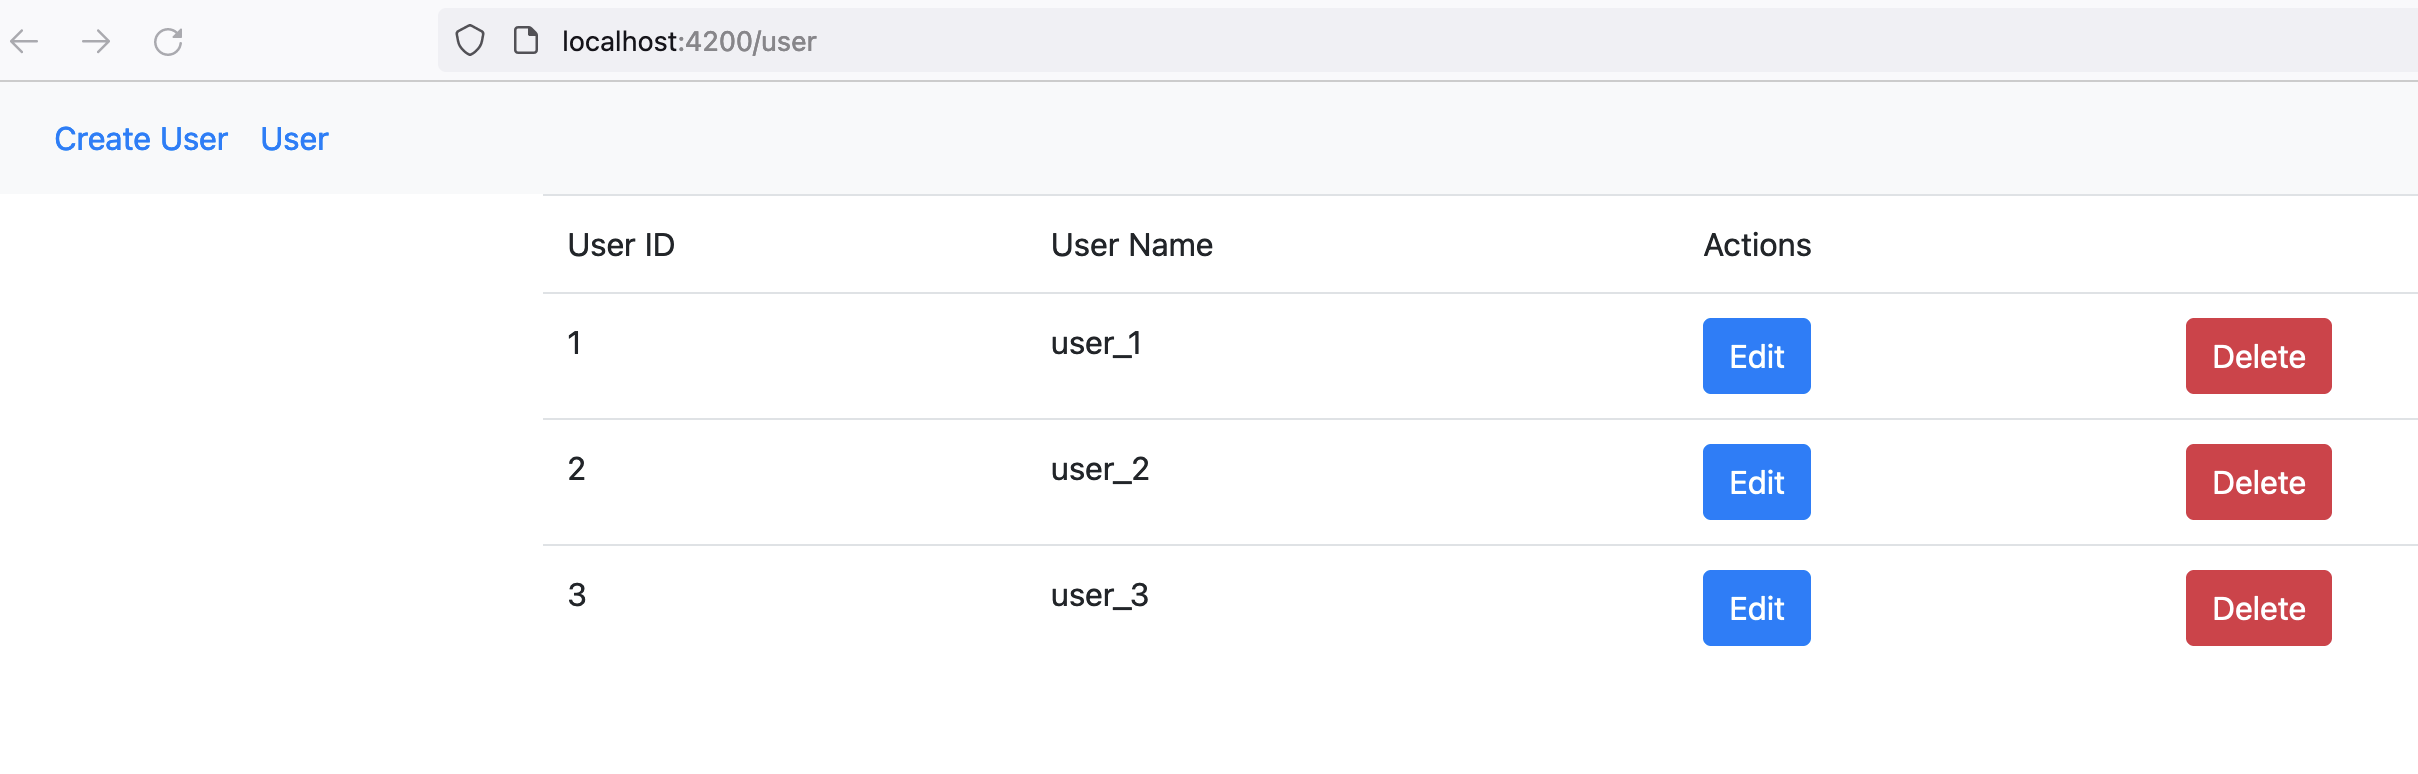 localhost:4200/user
Create User User
User ID User Name Actions
1 user_1 Edit Delete
2 user_2 Edit Delete
3 user_3 Edit Delete